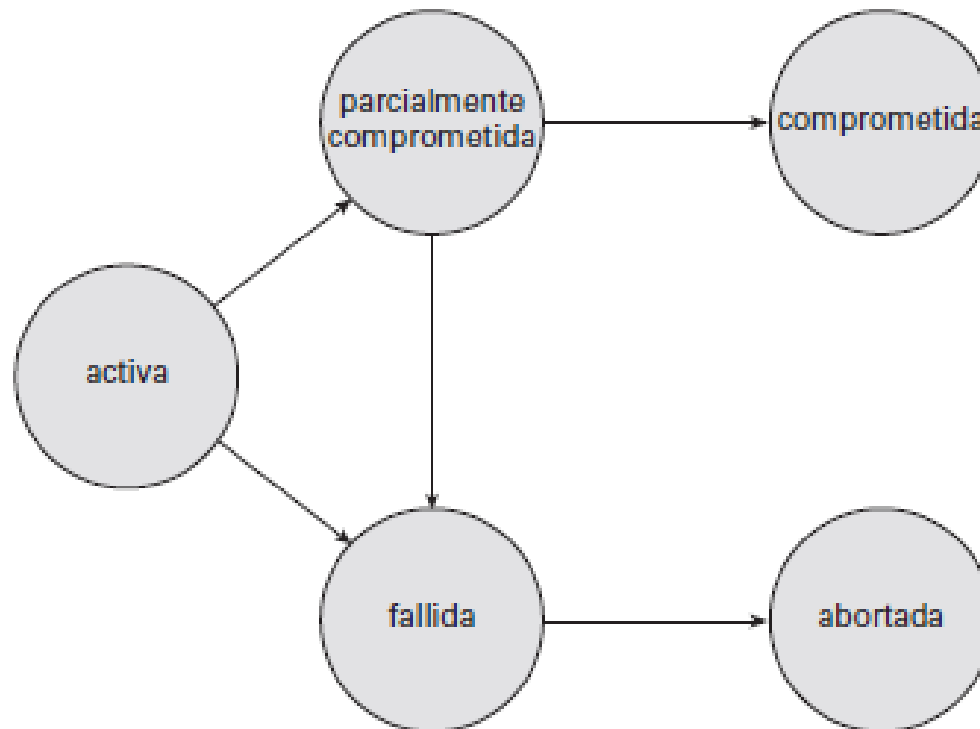 parcialmente
comprometida
comprometida
activa
fallida
abortada